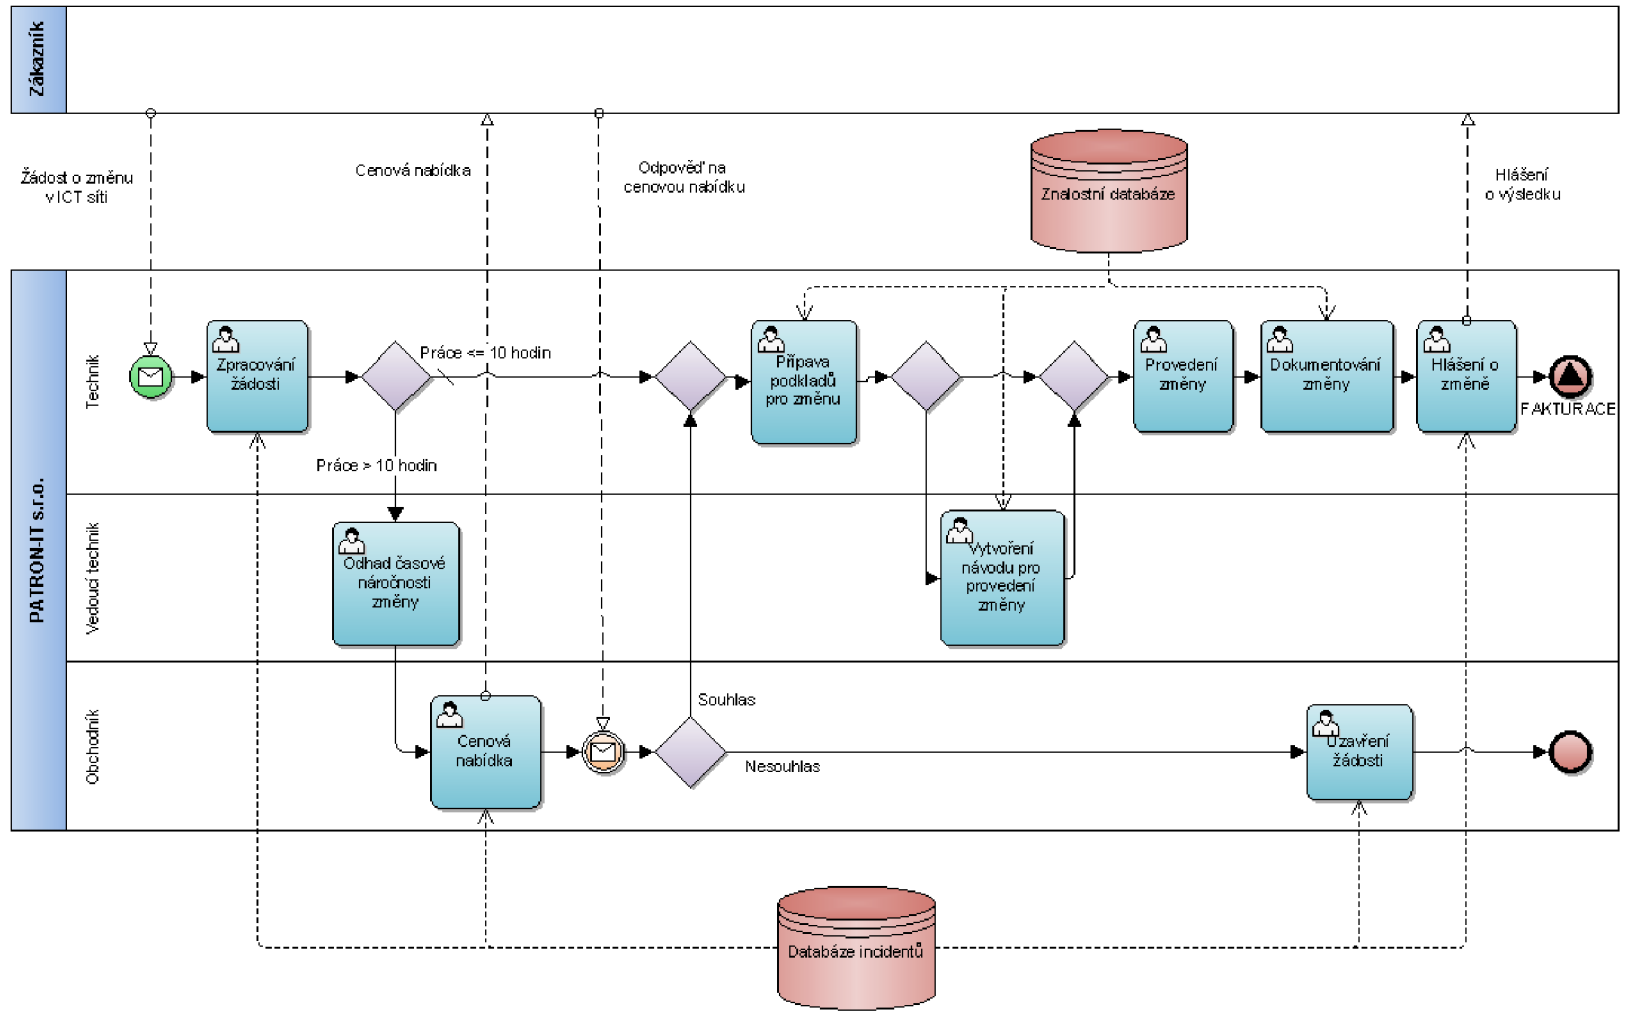 Zákazník
Žádost o změnu
v ICT síti
Cenová nabídka
Odpověď na
cenovou nabídku
Znalostní databáze
Hlášení
o výsledku
PATRON-IT s.r.o.
Technik
Zpracování
žádosti
Práce <= 10 hodin
Práce > 10 hodin
Přípava
podkladů
pro změnu
Provedení
změny
Dokumentování
změny
Hlášení o
změně
FAKTURACE
Vedoucí technik
Odhad časové
náročnosti
změny
Vytvoření
návodu pro
provedení
změny
Obchodník
Cenová
nabídka
Souhlas
Nesouhlas
Uzavření
žádosti
Databáze incidentů